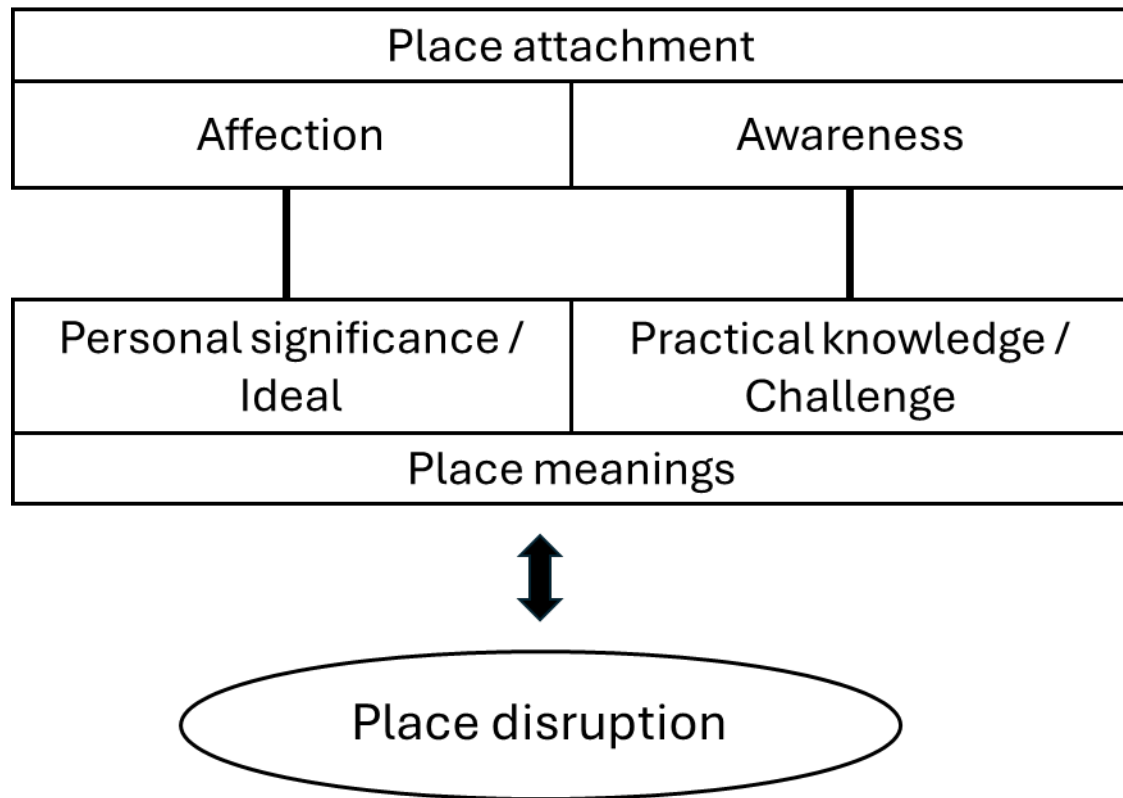 Place attachment
Affection
Awareness
Personal significance /
Ideal
Practical knowledge /
Challenge
Place meanings
Place disruption